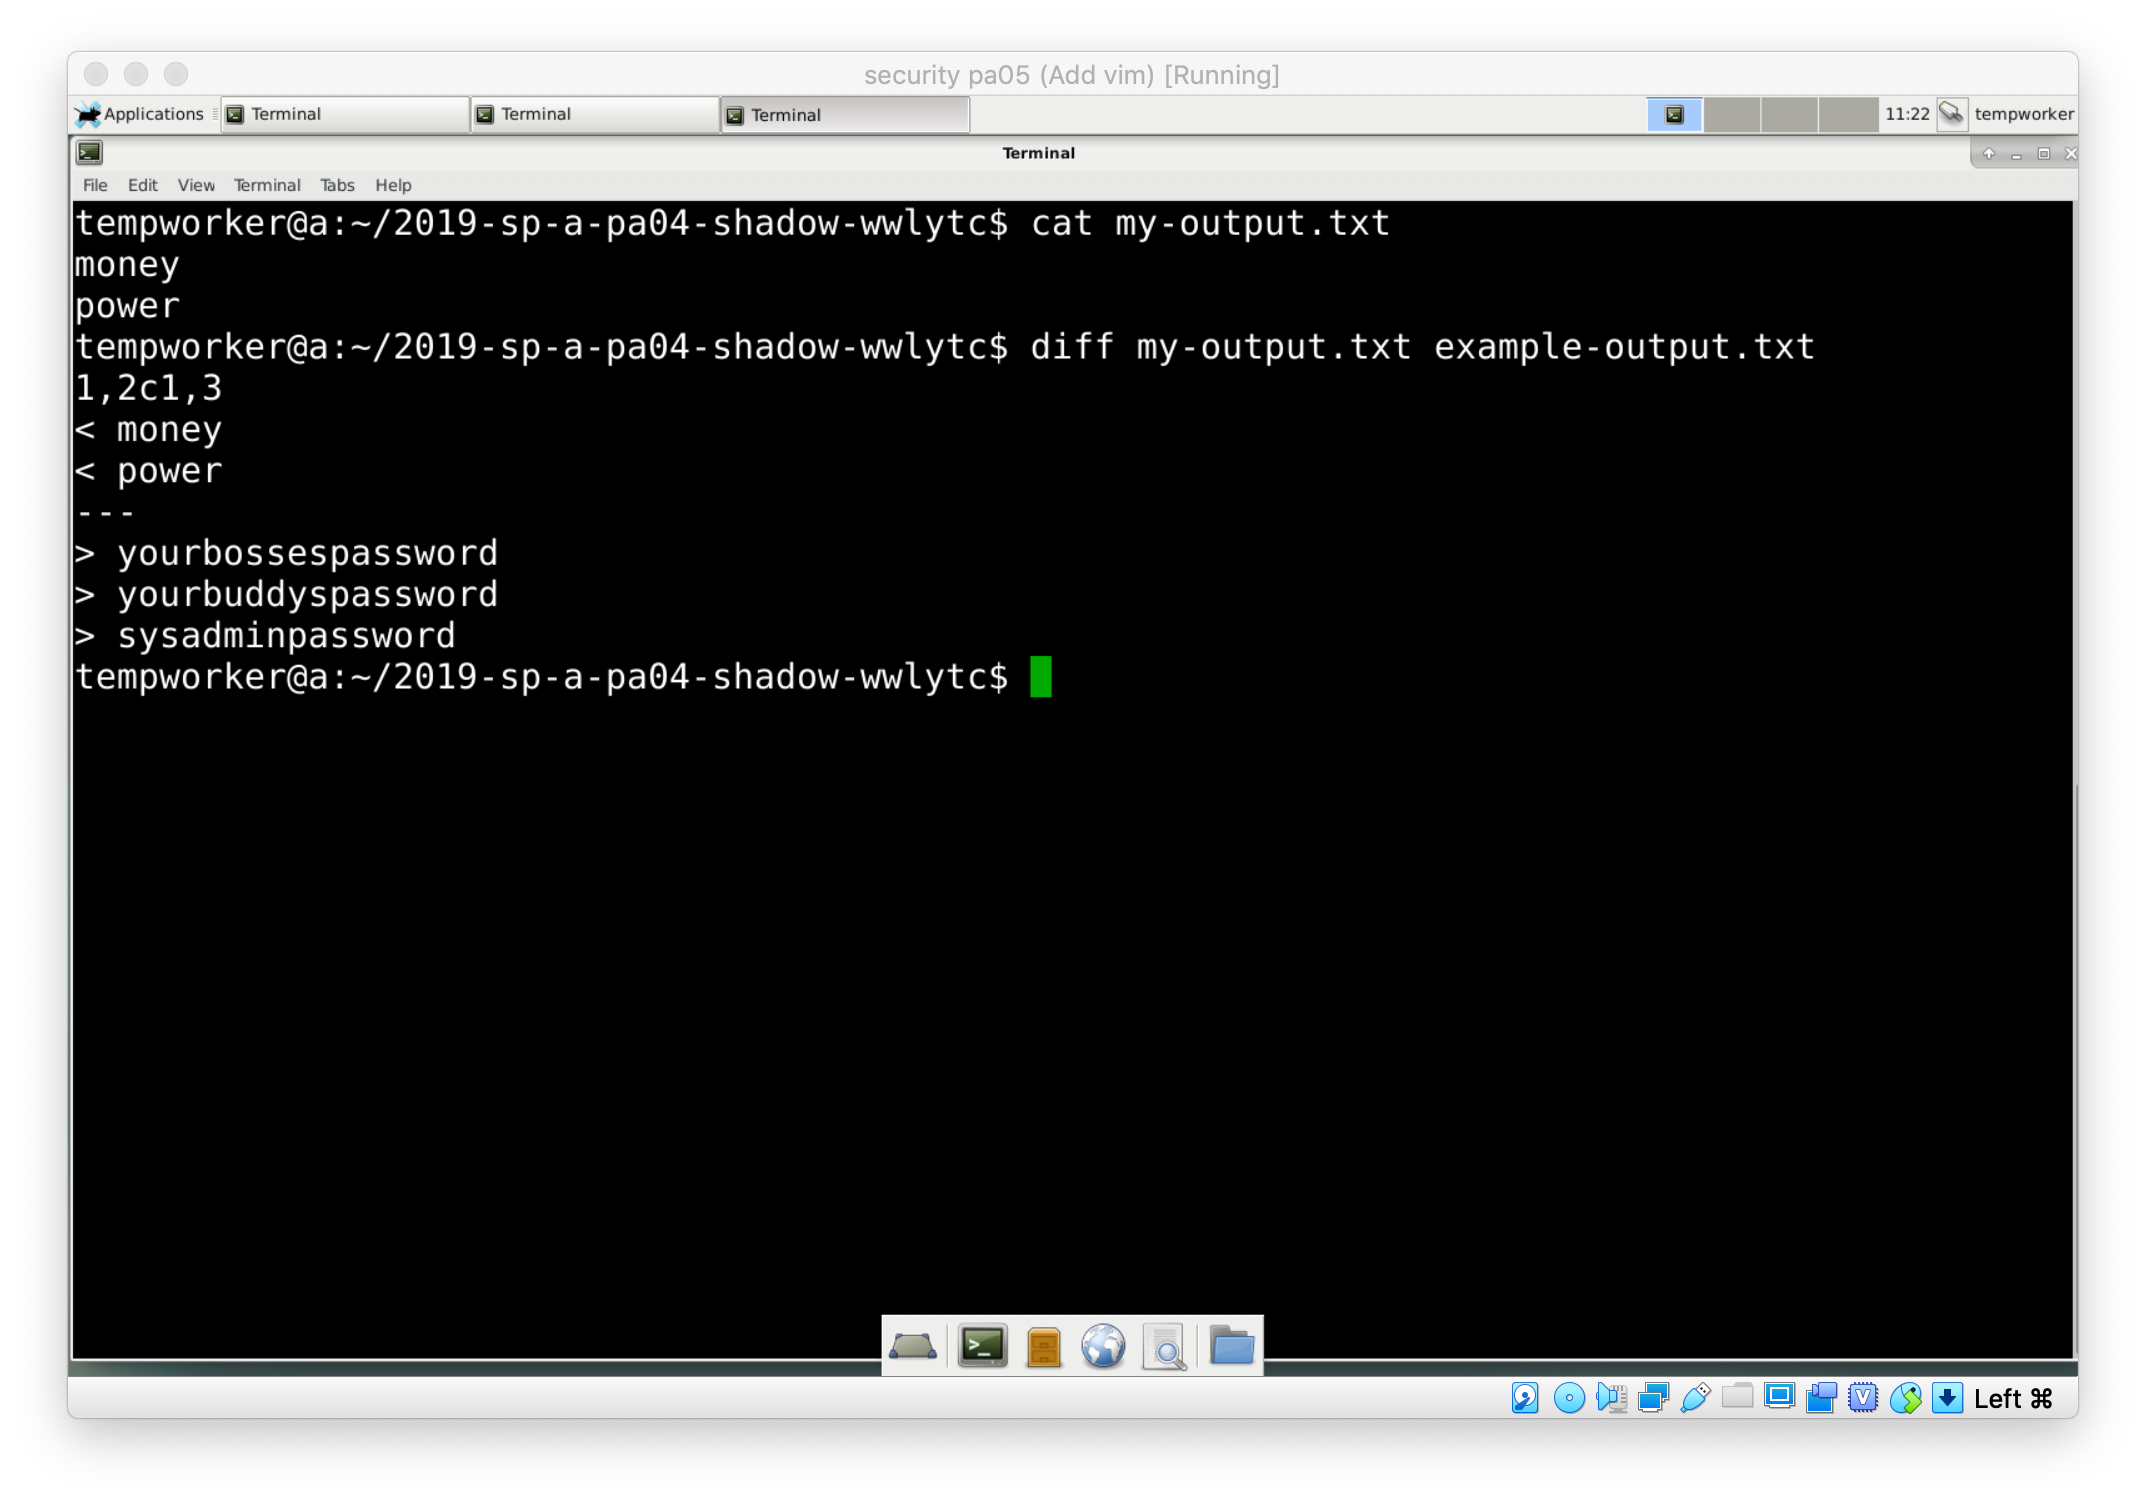 security pa05 (Add vim) [Running]
Applications Terminal Terminal Terminal 11:22 tempworker
Terminal
File Edit View Terminal Tabs Help
tempworker@a:~/2019-sp-a-pa04-shadow-wwlytc$ cat my-output.txt
money
power
tempworker@a:~/2019-sp-a-pa04-shadow-wwlytc$ diff my-output.txt example-output.txt
1,2c1,3
< money
< power
---
> yourbossespassword
> yourbuddyspassword
> sysadminpassword
tempworker@a:~/2019-sp-a-pa04-shadow-wwlytc$
Left ⌘